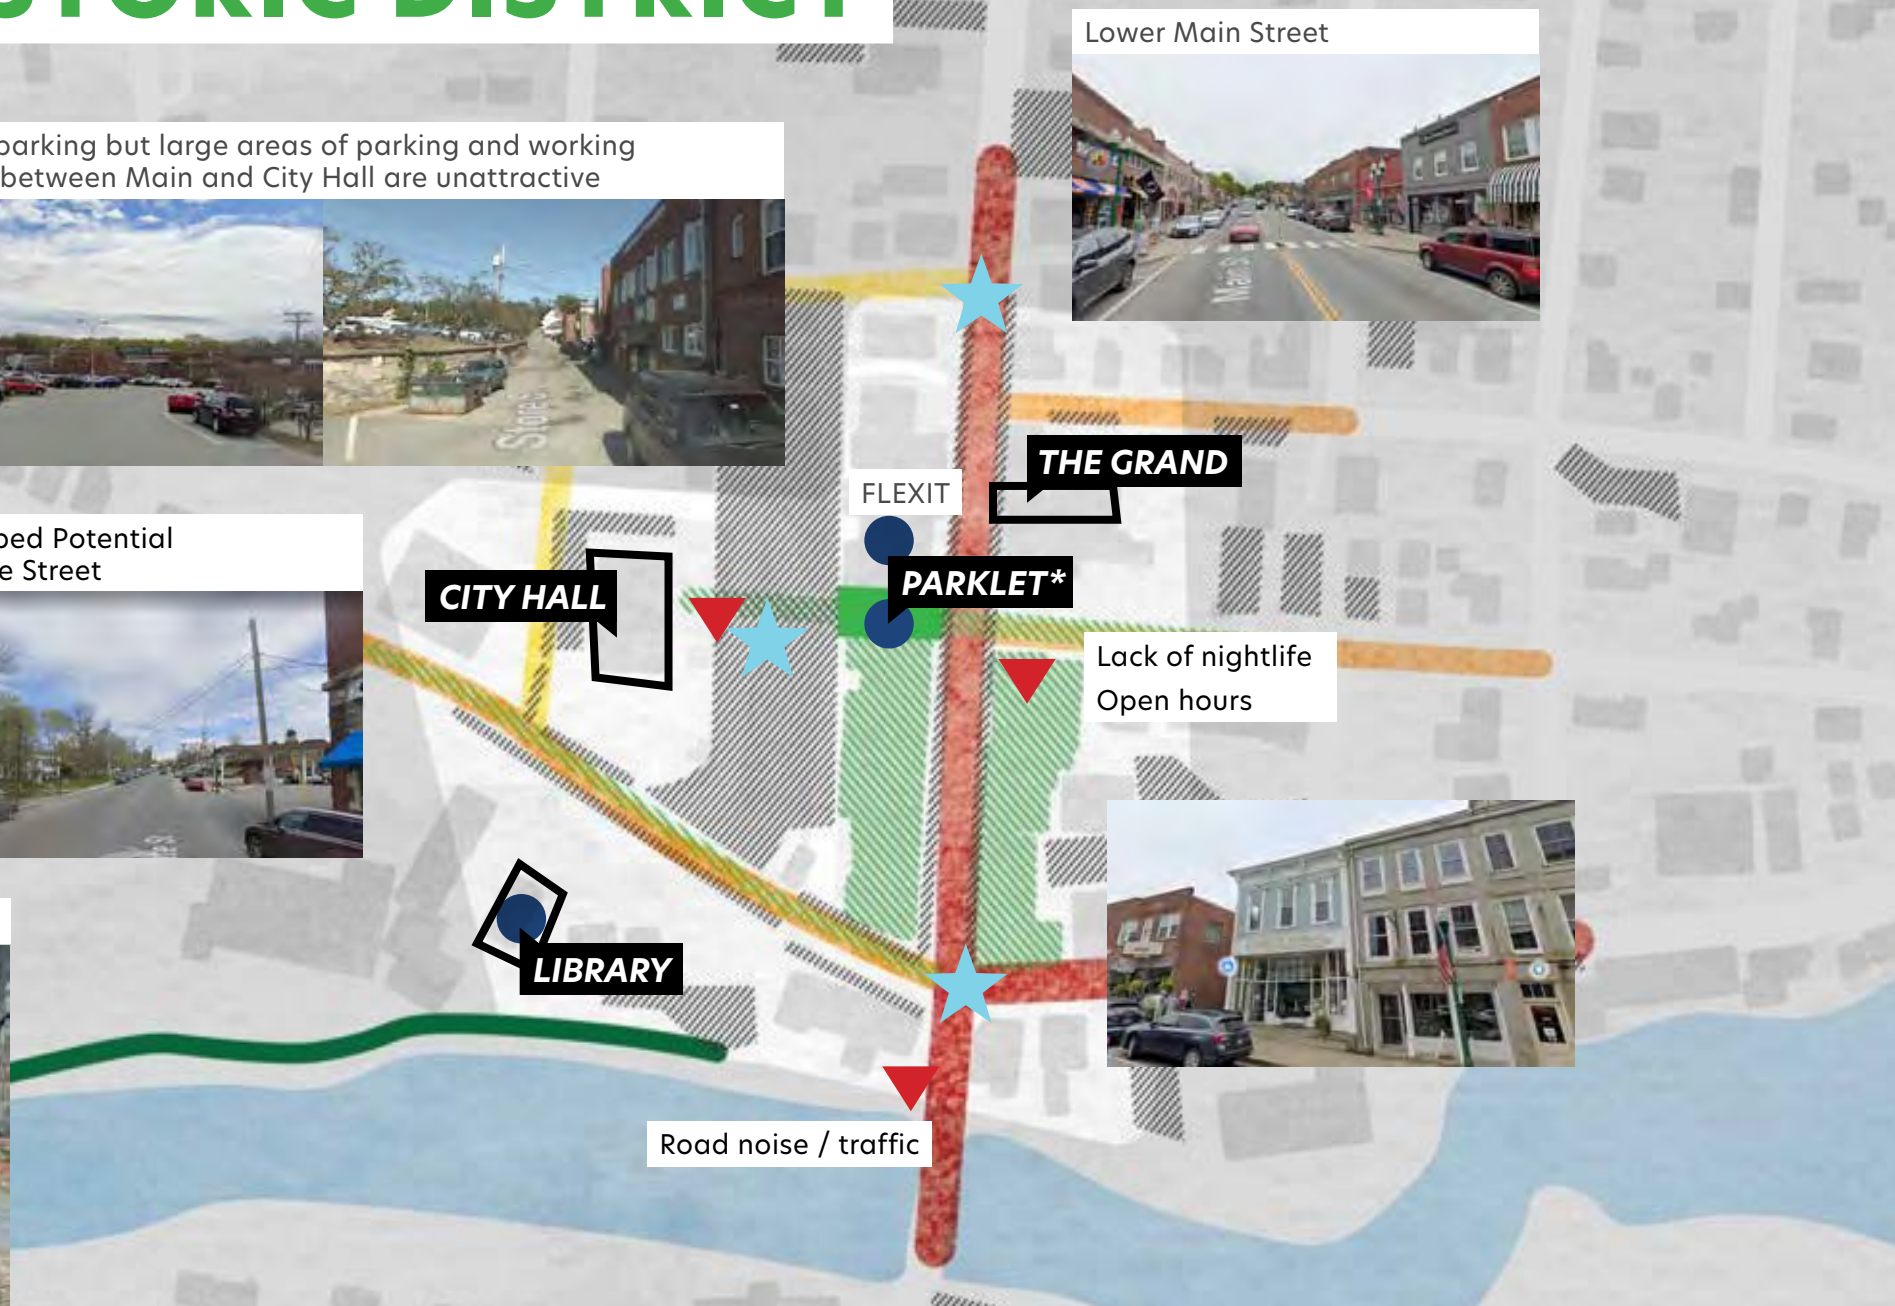 STORIC DISTRICT
Lower Main Street
parking but large areas of parking and working
between Main and City Hall are unattractive
Main S
Store
THE GRAND
FLEXIT
PARKLET*
CITY HALL
ped Potential
e Street
Lack of nightlife
Open hours
LIBRARY
Road noise / traffic